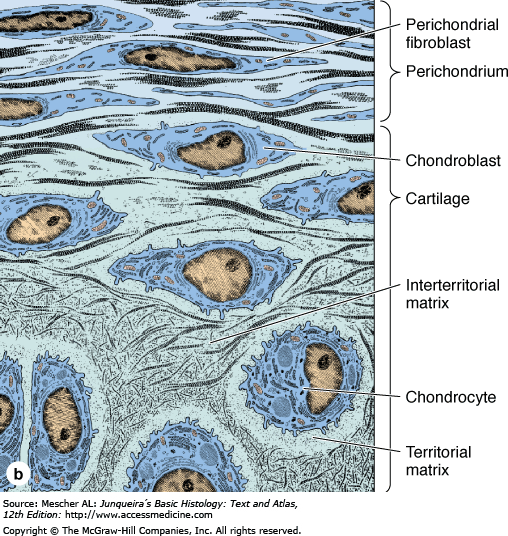 Perichondrial
fibroblast
Perichondrium
Chondroblast
Cartilage
Interterritorial
matrix
Chondrocyte
Territorial
matrix
b
Source: Mescher AL: Junqueira´s Basic Histology: Text and Atlas,
12th Edition: http://www.accessmedicine.com
Copyright © The McGraw-Hill Companies, Inc. All rights reserved.